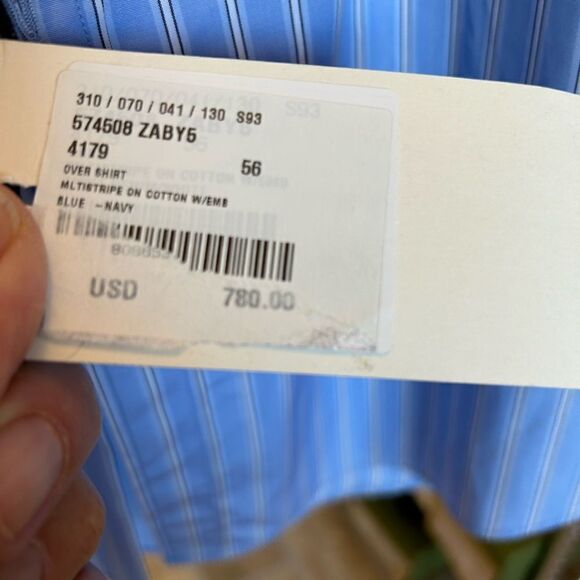 310 / 070 / 041 / 130 S93
574508 ZABY5
4179 56
OVER SHIRT
MLTISTRIPE ON COTTON W/EMB
BLUE -NAVY
USD 780.00